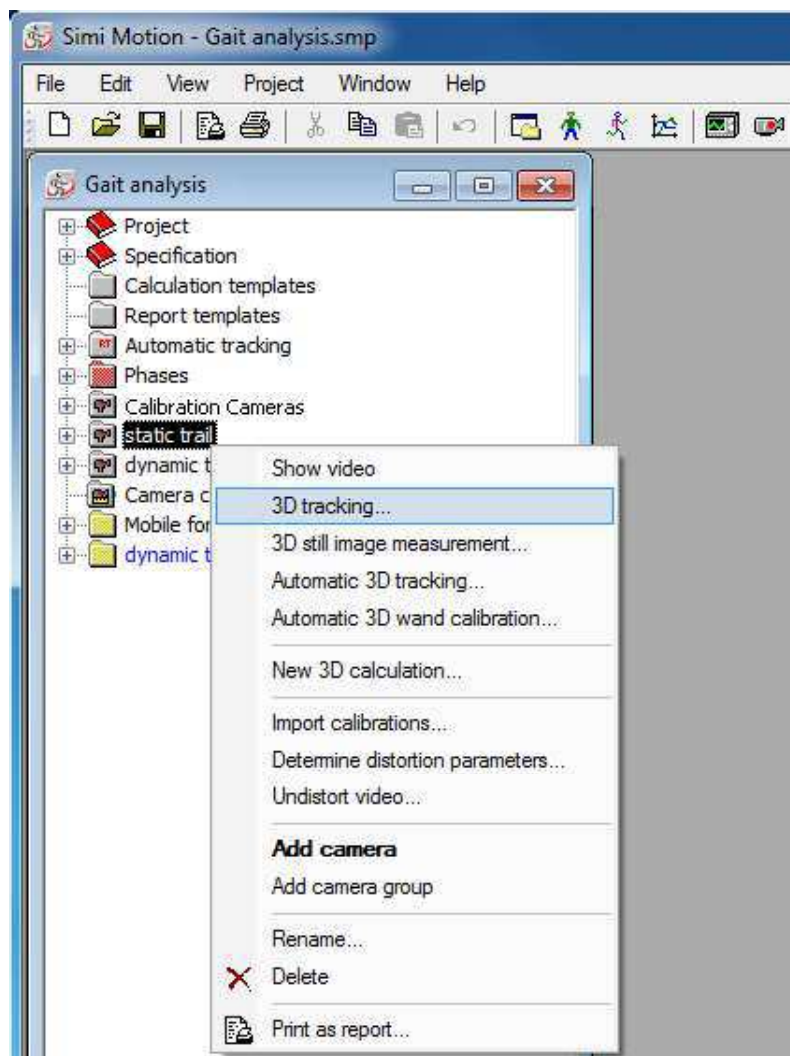 Simi Motion - Gait analysis.smp
File Edit View Project Window Help
Gait analysis
Project
Specification
Calculation templates
Report templates
RT Automatic tracking
Phases
Calibration Cameras
static trail
dynamic t
Camera c
Mobile for
dynamic t
Show video
3D tracking...
3D still image measurement...
Automatic 3D tracking...
Automatic 3D wand calibration...
New 3D calculation...
Import calibrations...
Determine distortion parameters...
Undistort video...
Add camera
Add camera group
Rename...
Delete
Print as report...